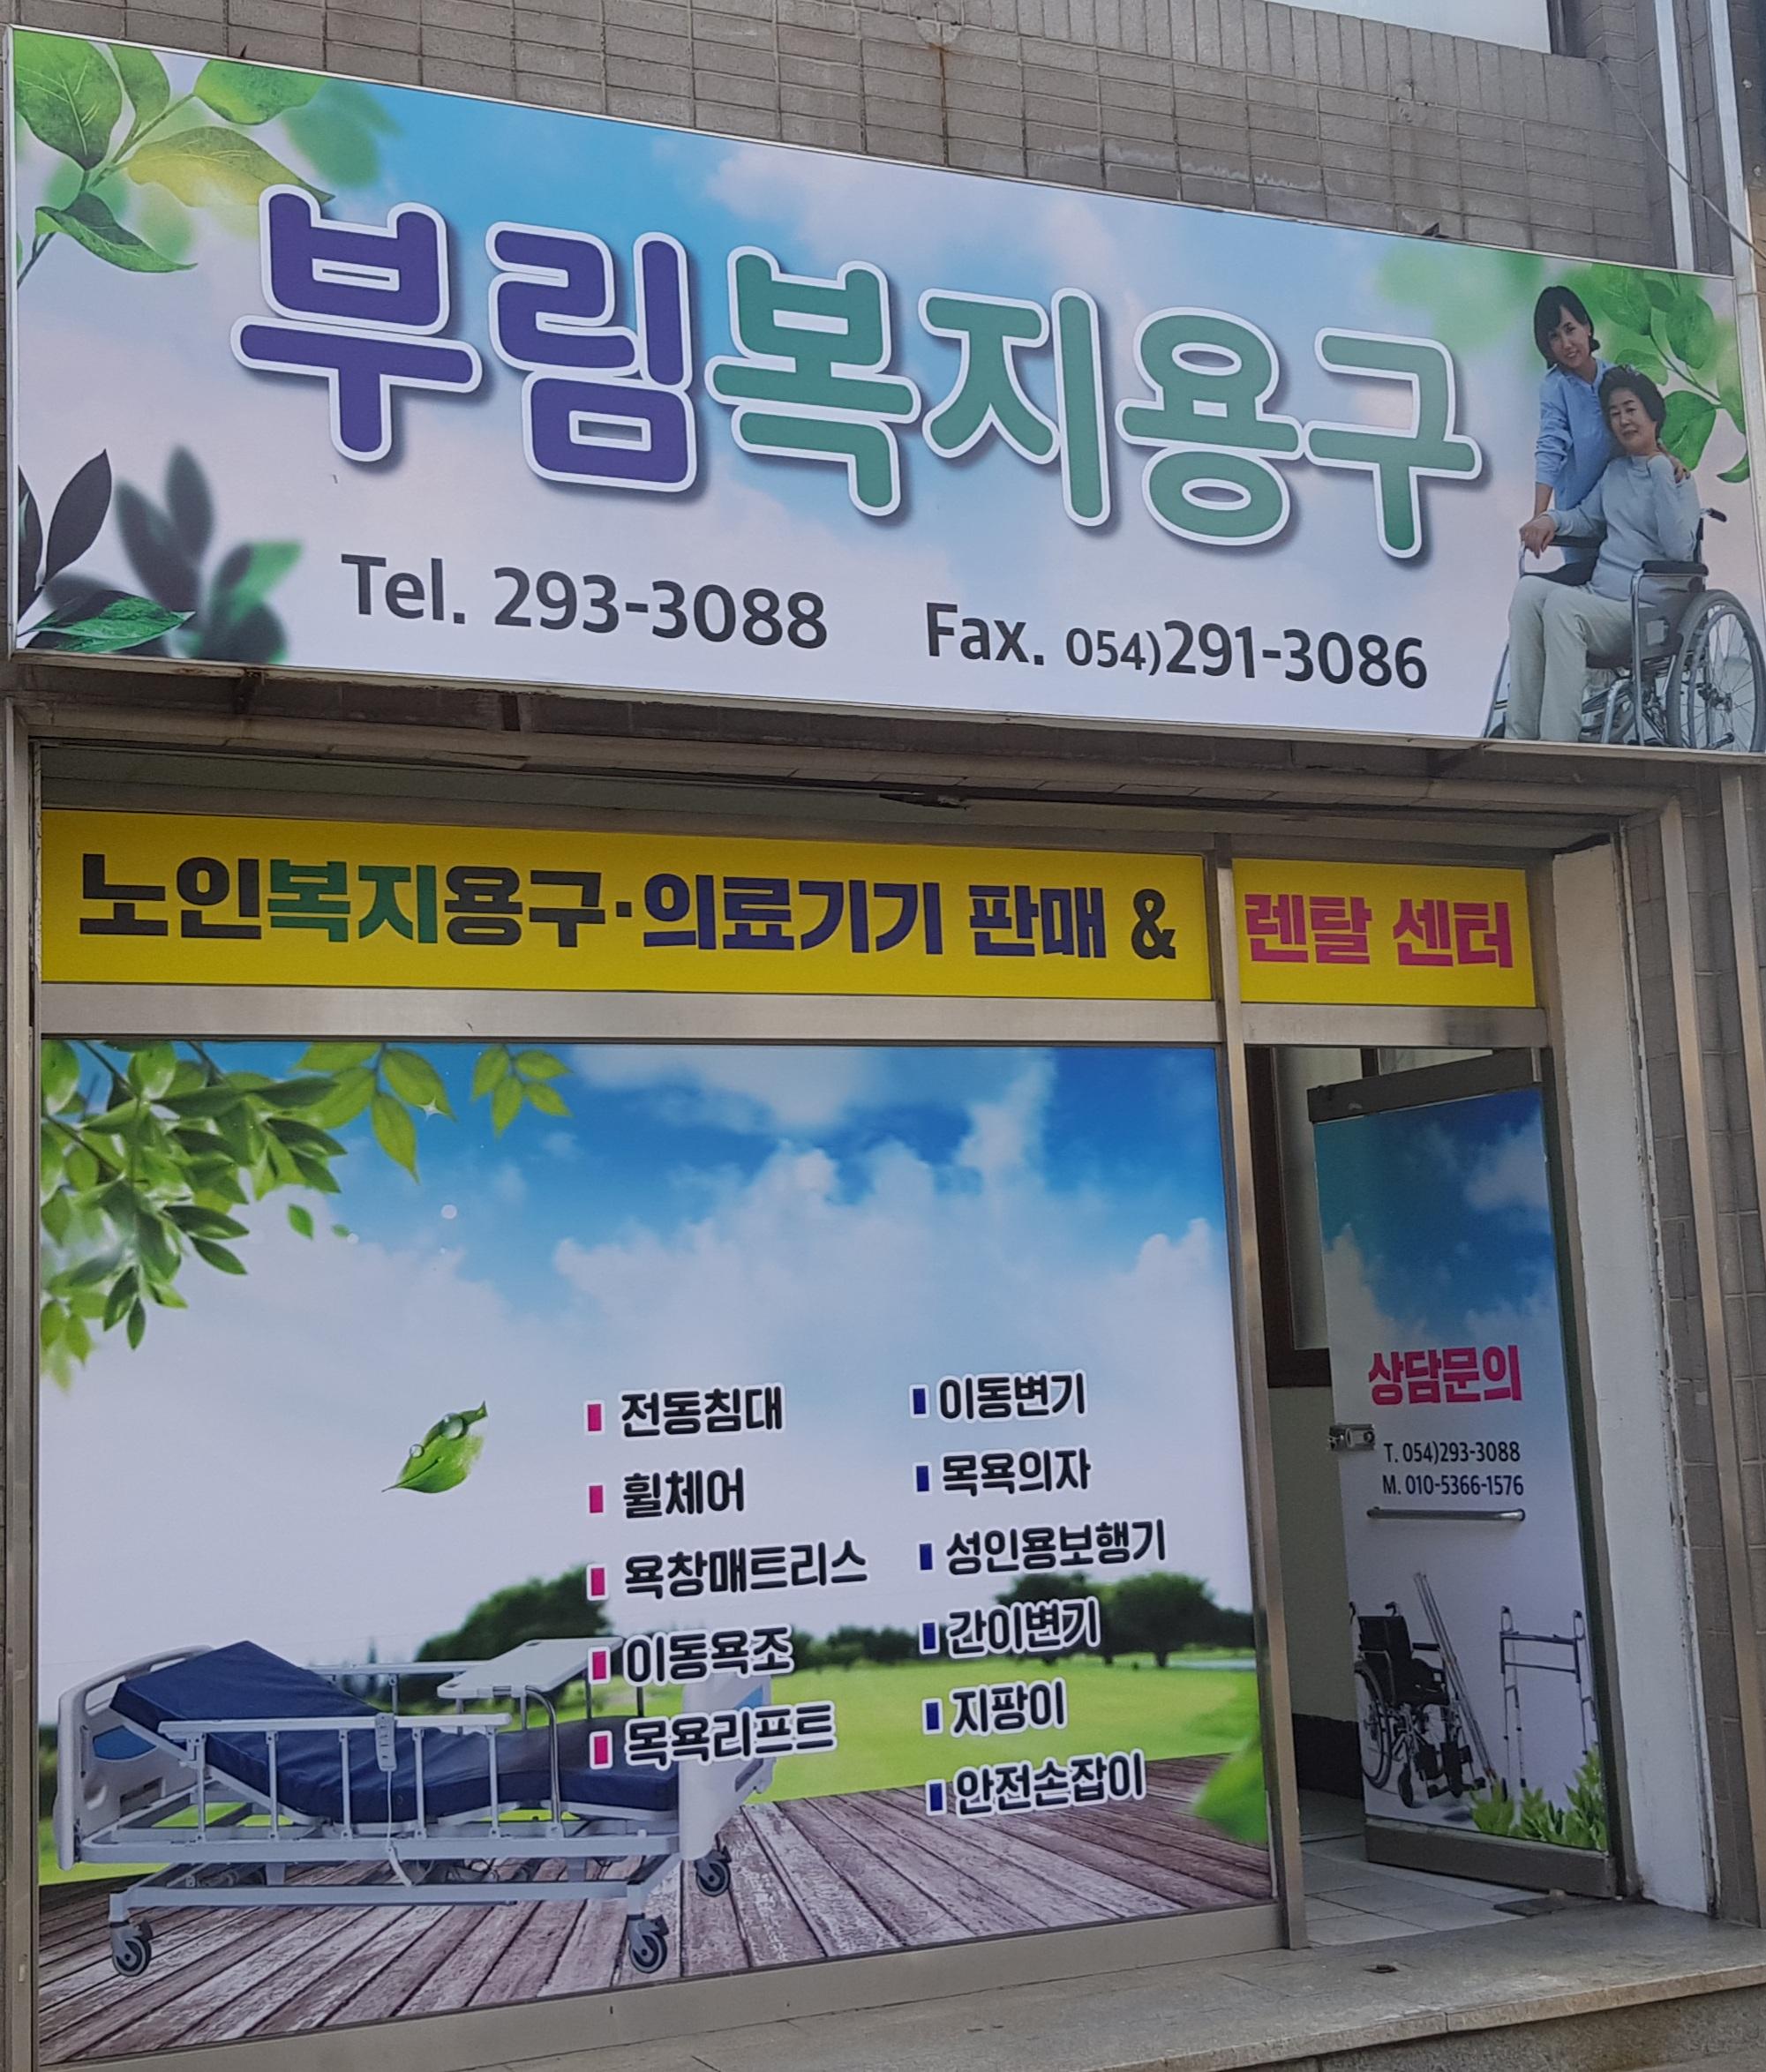 부림복지용구
Tel. 293-3088 Fax. 054)291-3086
노인복지용구·의료기기 판매 & 렌탈 센터
전동침대
휠체어
욕창매트리스
이동욕조
목욕리프트
이동변기
목욕의자
성인용보행기
간이변기
지팡이
안전손잡이
상담문의
T. 054)293-3088
M. 010-5366-1576